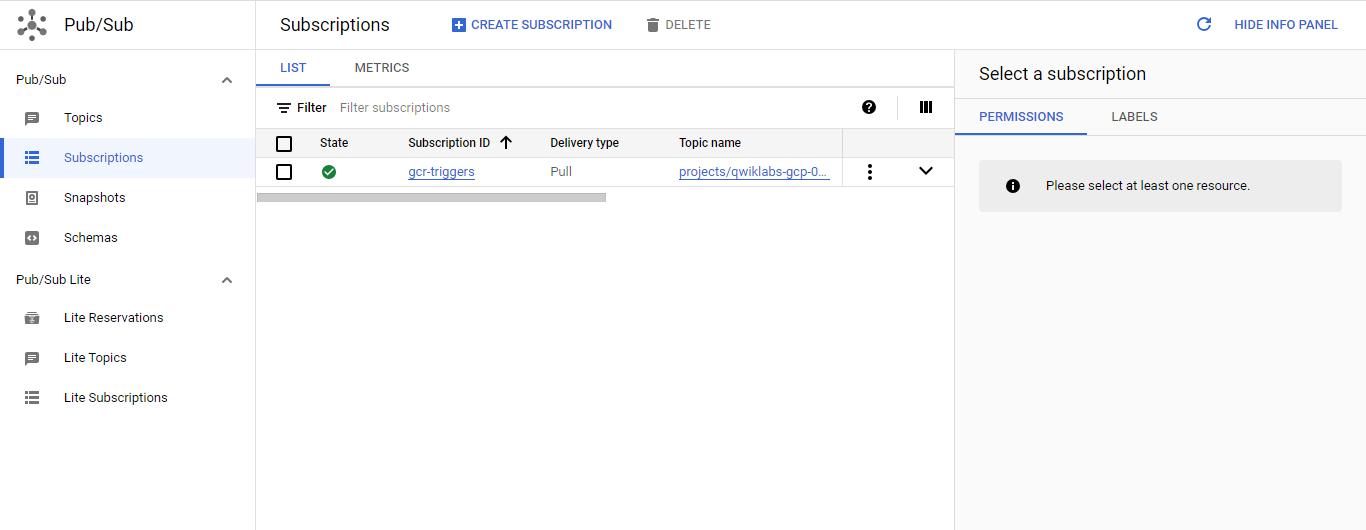 Pub/Sub
Subscriptions CREATE SUBSCRIPTION DELETE HIDE INFO PANEL
Pub/Sub
Topics
Subscriptions
Snapshots
Schemas
Pub/Sub Lite
Lite Reservations
Lite Topics
Lite Subscriptions
LIST METRICS
Filter Filter subscriptions
State Subscription ID Delivery type Topic name
gcr-triggers Pull projects/qwiklabs-gcp-0...
Select a subscription
PERMISSIONS LABELS
Please select at least one resource.